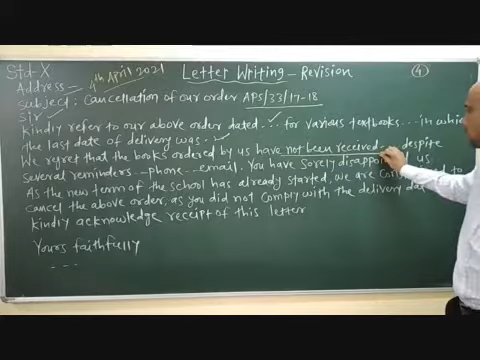 Std-X Letter Writing - Revision 4
Address - 4th April 2021
Subject: Cancellation of our order APS/33/17-18
Sir
Kindly refer to our above order dated ... for various textbooks ... in which
the last date of delivery was ...
We regret that the books ordered by us have not been received despite
several reminders - - phone - - email. You have sorely us.
As the new term of the school has already started, we are to
cancel the above order, as you did not comply with the delivery
Kindly acknowledge receipt of this letter
Yours faithfully
- - -